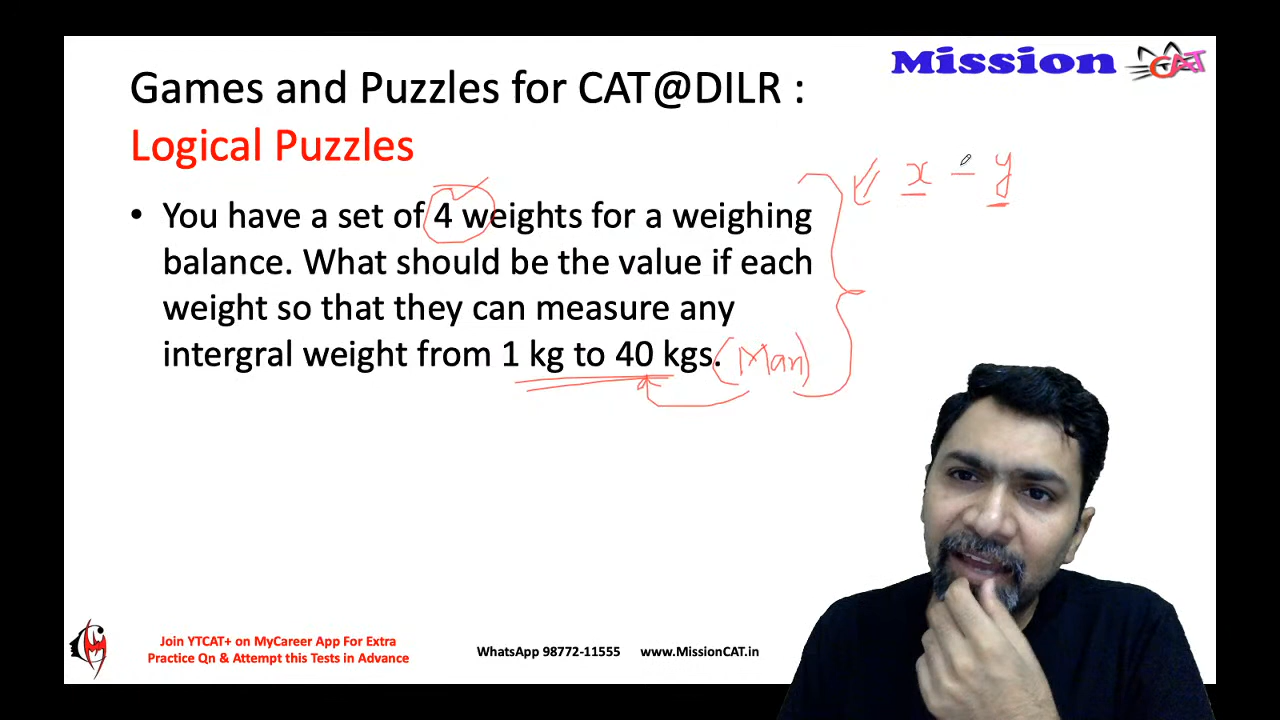 Mission
CAT
Games and Puzzles for CAT@DILR :
Logical Puzzles
x - y
• You have a set of 4 weights for a weighing
balance. What should be the value if each
weight so that they can measure any
intergral weight from 1 kg to 40 kgs. (Man)
Join YTCAT+ on MyCareer App For Extra
Practice Qn & Attempt this Tests in Advance
WhatsApp 98772-11555 www.MissionCAT.in